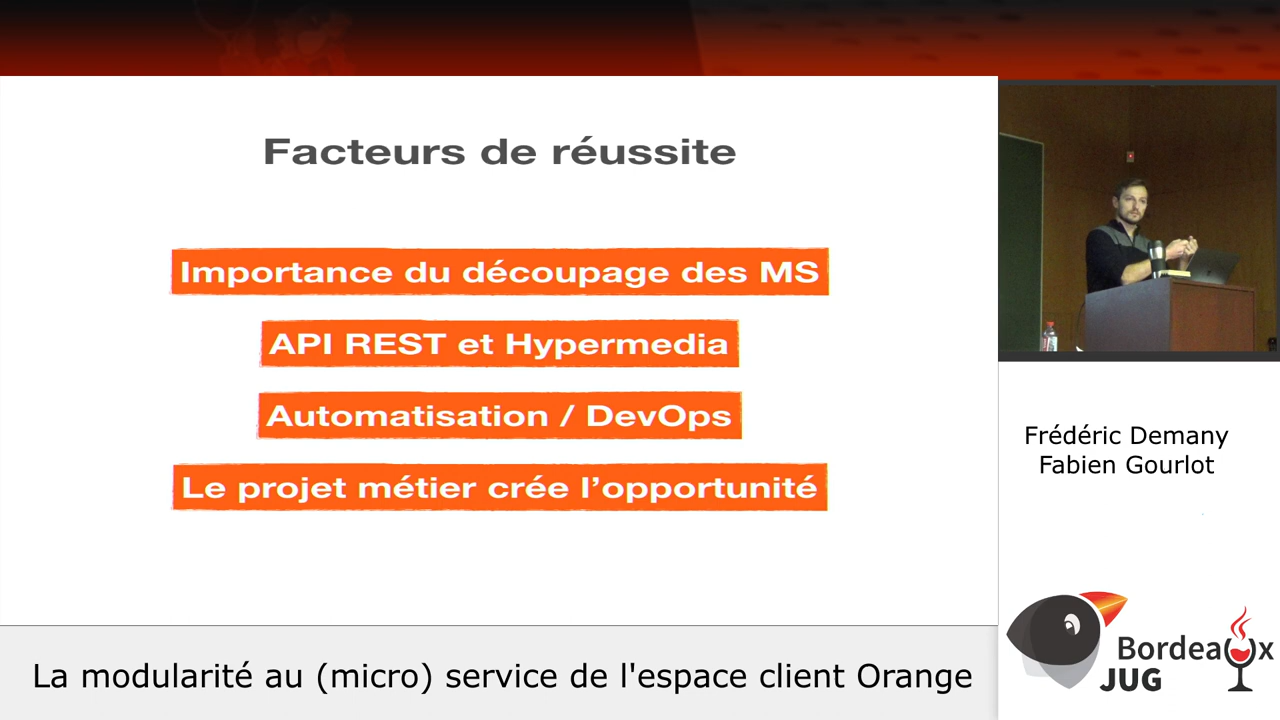 Facteurs de réussite
Importance du découpage des MS
API REST et Hypermedia
Automatisation / DevOps
Le projet métier crée l’opportunité
Frédéric Demany
Fabien Gourlot
Bordeaux
JUG
La modularité au (micro) service de l'espace client Orange